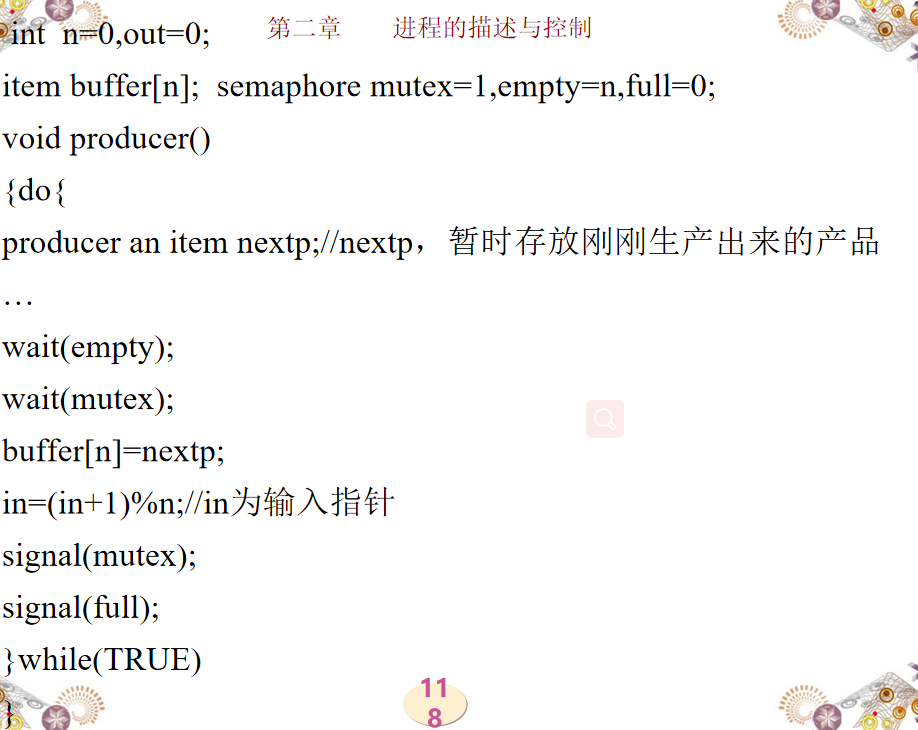 第二章 进程的描述与控制
int n=0,out=0;
item buffer[n]; semaphore mutex=1,empty=n,full=0;
void producer()
{do{
producer an item nextp;//nextp，暂时存放刚刚生产出来的产品
…
wait(empty);
wait(mutex);
buffer[n]=nextp;
in=(in+1)%n;//in为输入指针
signal(mutex);
signal(full);
}while(TRUE)
}
11
8